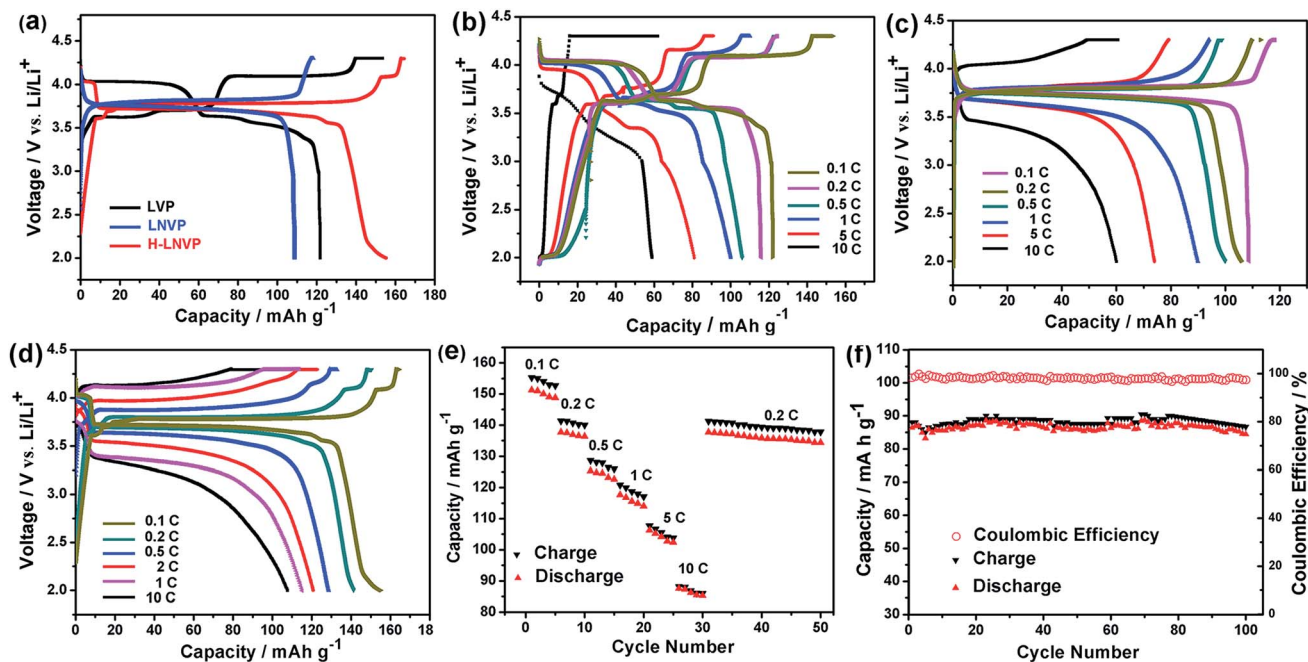 (a)
4.5
4.0
3.5
3.0
2.5
2.0
Voltage / V vs. Li/Li⁺
LVP
LNVP
H-LNVP
0 20 40 60 80 100 120 140 160 180
Capacity / mAh g⁻¹
(b)
4.5
4.0
3.5
3.0
2.5
2.0
Voltage / V vs. Li/Li⁺
0.1 C
0.2 C
0.5 C
1 C
5 C
10 C
0 30 60 90 120 150
Capacity / mAh g⁻¹
(c)
4.5
4.0
3.5
3.0
2.5
2.0
Voltage / V vs. Li/Li⁺
0.1 C
0.2 C
0.5 C
1 C
5 C
10 C
0 20 40 60 80 100 120
Capacity / mAh g⁻¹
(d)
4.5
4.0
3.5
3.0
2.5
2.0
Voltage / V vs. Li/Li⁺
0.1 C
0.2 C
0.5 C
2 C
1 C
10 C
0 20 40 60 80 100 120 140 160 18
Capacity / mAh g⁻¹
(e)
160
150
140
130
120
110
100
90
80
Capacity / mAh g⁻¹
0.1 C
0.2 C
0.5 C
1 C
5 C
10 C
0.2 C
Charge
Discharge
0 10 20 30 40 50
Cycle Number
(f)
110
100
90
80
70
60
50
40
30
Capacity / mA h g⁻¹
Coulombic Efficiency
Charge
Discharge
100
80
60
40
20
0
Coulombic Efficiency / %
0 20 40 60 80 100
Cycle Number